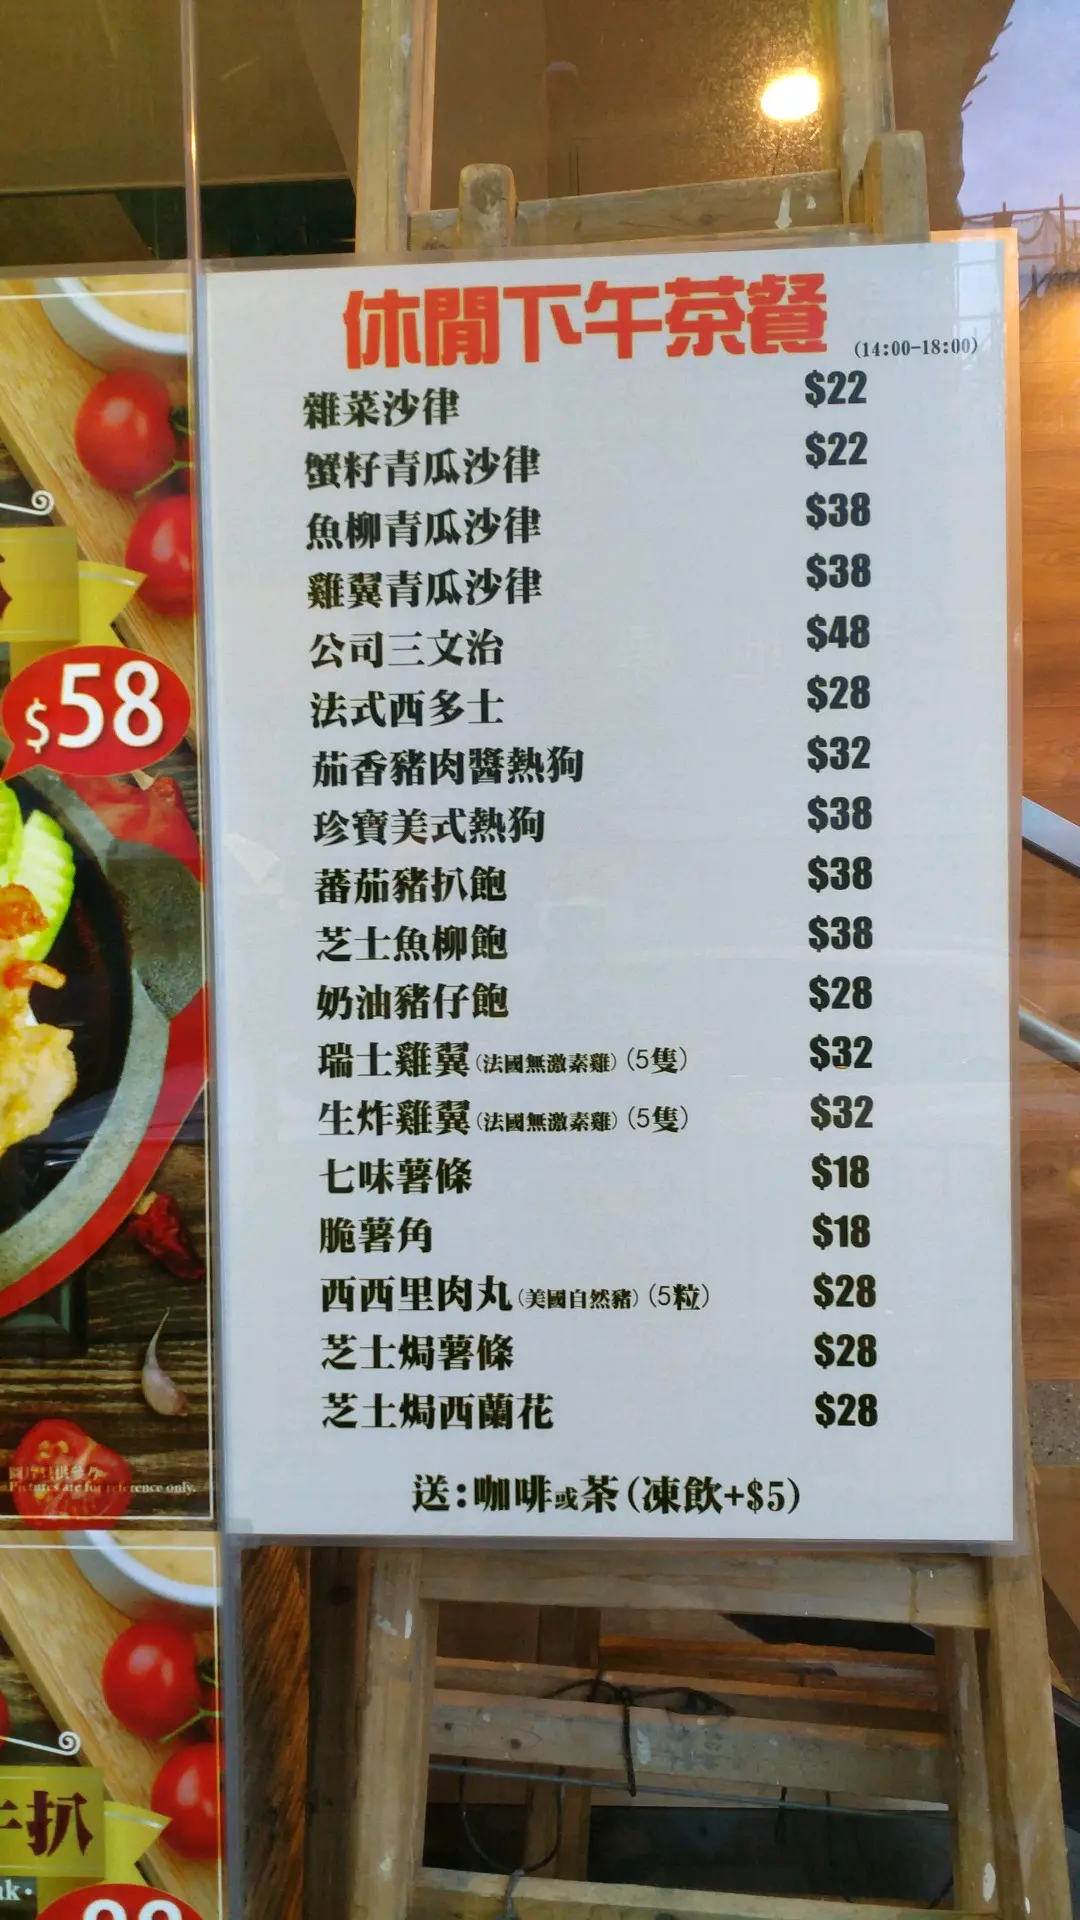 休閒下午茶餐 (14:00-18:00)
雜菜沙律 $22
蟹籽青瓜沙律 $22
魚柳青瓜沙律 $38
雞翼青瓜沙律 $38
公司三文治 $48
法式西多士 $28
茄香豬肉醬熱狗 $32
珍寶美式熱狗 $38
蕃茄豬扒飽 $38
芝士魚柳飽 $38
奶油豬仔飽 $28
瑞士雞翼(法國無激素雞)(5隻) $32
生炸雞翼(法國無激素雞)(5隻) $32
七味薯條 $18
脆薯角 $18
西西里肉丸(美國自然豬)(5粒) $28
芝士焗薯條 $28
芝士焗西蘭花 $28
送:咖啡或茶(凍飲+$5)
$58
Pictures are for reference only.
扒